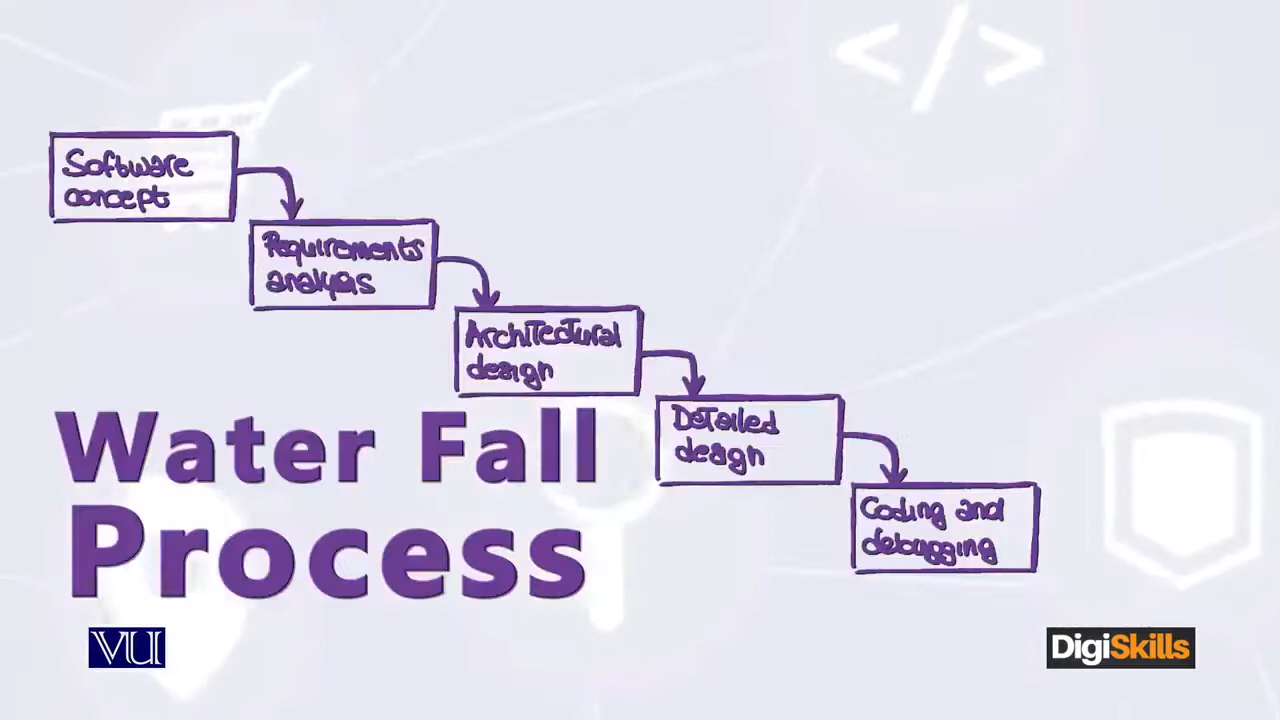 Software
concept
Requirements
analysis
Architectural
design
Detailed
design
Coding and
debugging
Water Fall
Process
VU
DigiSkills